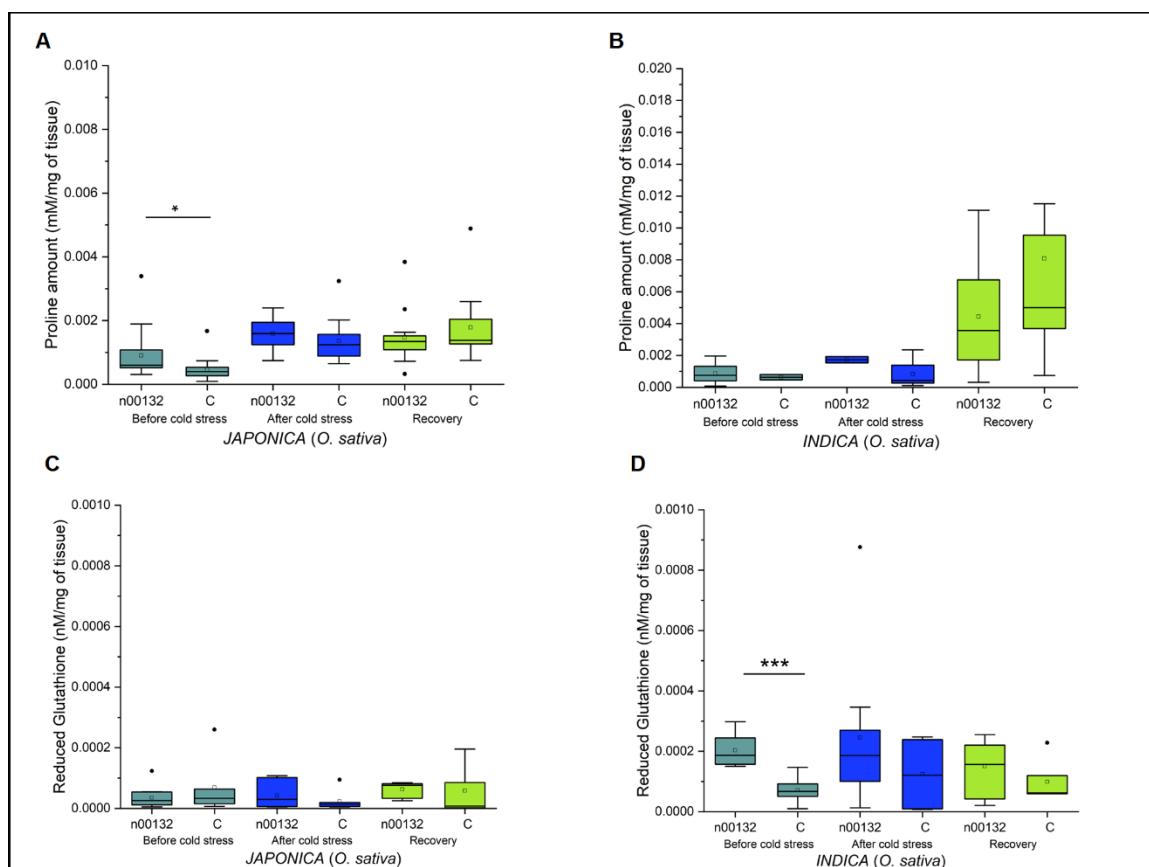 A
Proline amount (mM/mg of tissue)
0.010
0.008
0.006
0.004
0.002
0.000
*
n00132 C n00132 C n00132 C
Before cold stress After cold stress Recovery
JAPONICA (O. sativa)
B
Proline amount (mM/mg of tissue)
0.020
0.018
0.016
0.014
0.012
0.010
0.008
0.006
0.004
0.002
0.000
n00132 C n00132 C n00132 C
Before cold stress After cold stress Recovery
INDICA (O. sativa)
C
Reduced Glutathione (nM/mg of tissue)
0.0010
0.0008
0.0006
0.0004
0.0002
0.0000
n00132 C n00132 C n00132 C
Before cold stress After cold stress Recovery
JAPONICA (O. sativa)
D
Reduced Glutathione (nM/mg of tissue)
0.0010
0.0008
0.0006
0.0004
0.0002
0.0000
***
n00132 C n00132 C n00132 C
Before cold stress After cold stress Recovery
INDICA (O. sativa)